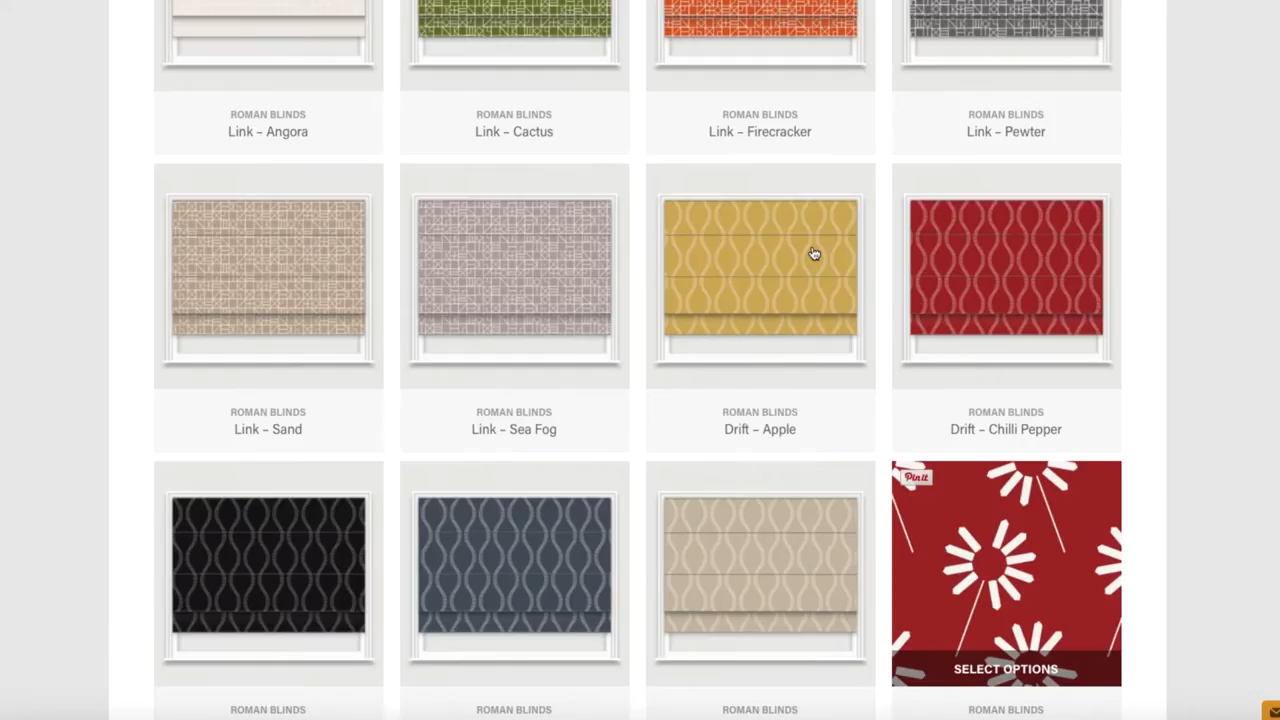 ROMAN BLINDS
Link – Angora
ROMAN BLINDS
Link – Cactus
ROMAN BLINDS
Link – Firecracker
ROMAN BLINDS
Link – Pewter
ROMAN BLINDS
Link – Sand
ROMAN BLINDS
Link – Sea Fog
ROMAN BLINDS
Drift – Apple
ROMAN BLINDS
Drift – Chilli Pepper
Pin it
SELECT OPTIONS
ROMAN BLINDS
ROMAN BLINDS
ROMAN BLINDS
ROMAN BLINDS